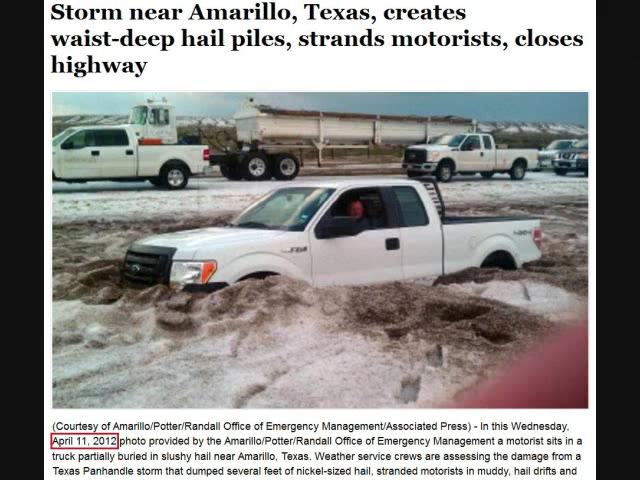 Storm near Amarillo, Texas, creates
waist-deep hail piles, strands motorists, closes
highway
(Courtesy of Amarillo/Potter/Randall Office of Emergency Management/Associated Press) - In this Wednesday,
April 11, 2012 photo provided by the Amarillo/Potter/Randall Office of Emergency Management a motorist sits in a
truck partially buried in slushy hail near Amarillo, Texas. Weather service crews are assessing the damage from a
Texas Panhandle storm that dumped several feet of nickel-sized hail, stranded motorists in muddy, hail drifts and